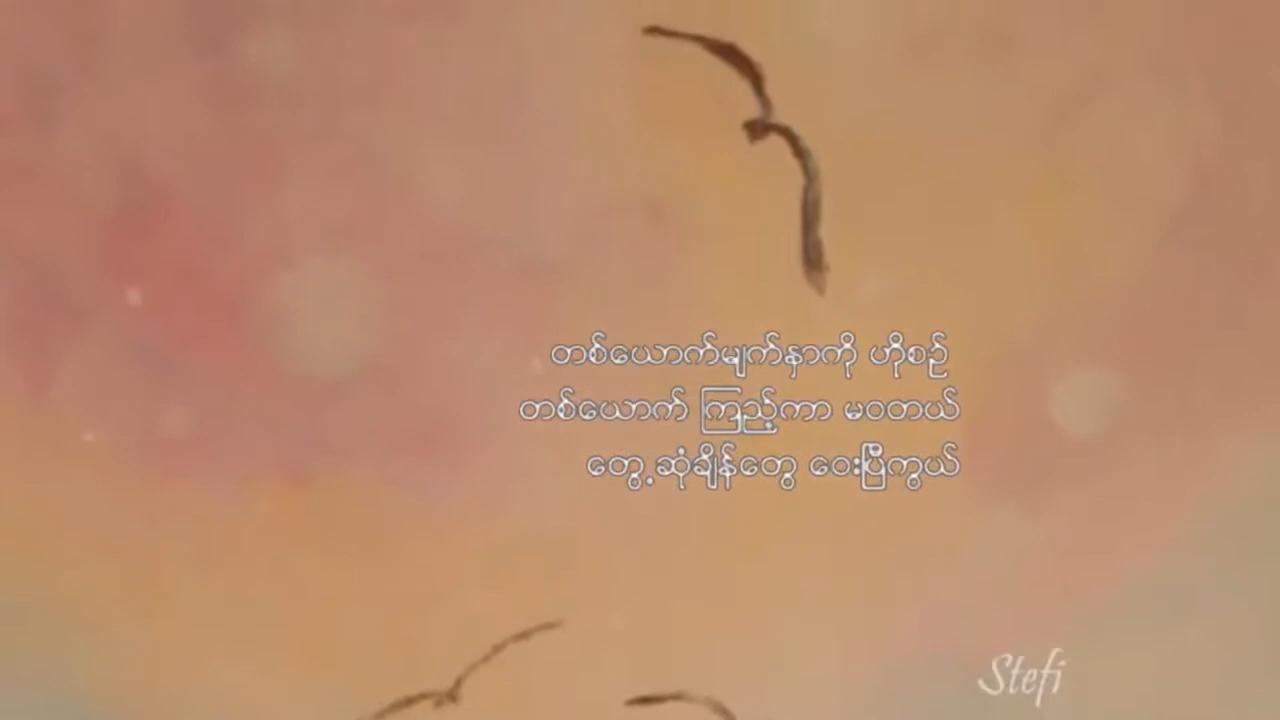 တစ်ယောက်မျက်နှာကို ဟိုစဉ်
တစ်ယောက် ကြည့်ကာ မဝတယ်
တွေ့ဆုံချိန်တွေ ဝေးပြီကွယ်
Stefi